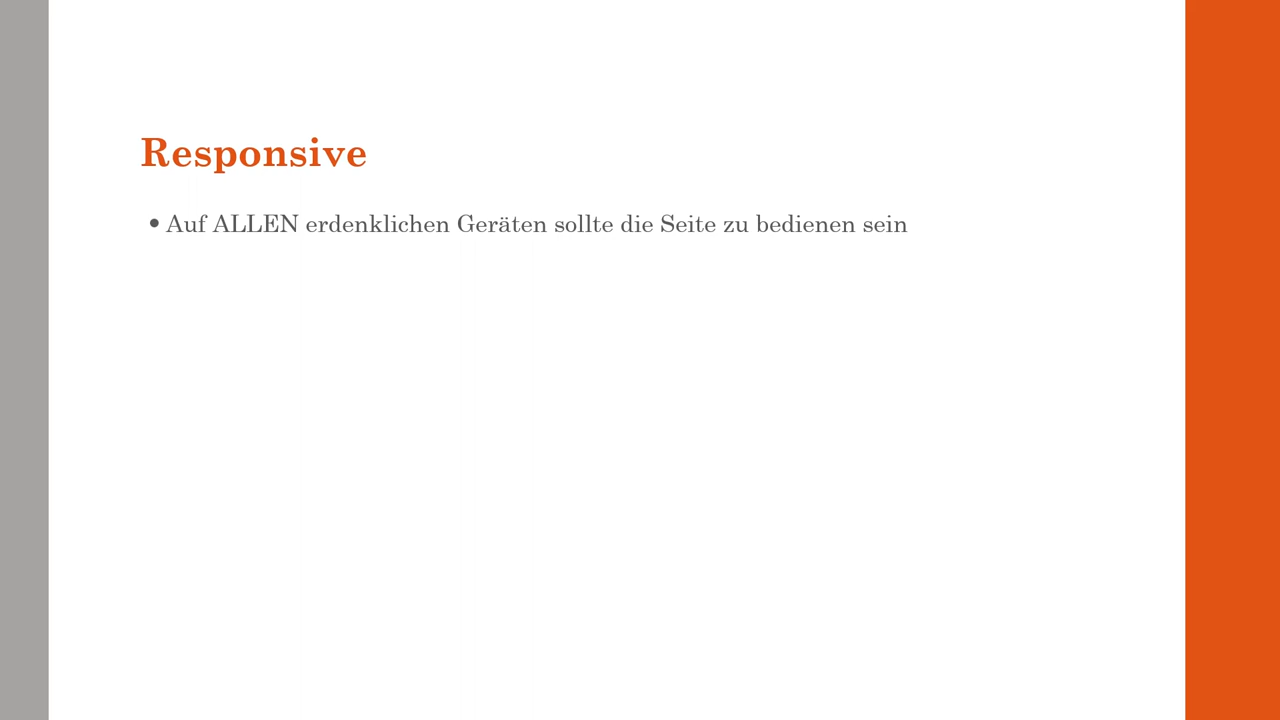 Responsive
• Auf ALLEN erdenklichen Geräten sollte die Seite zu bedienen sein